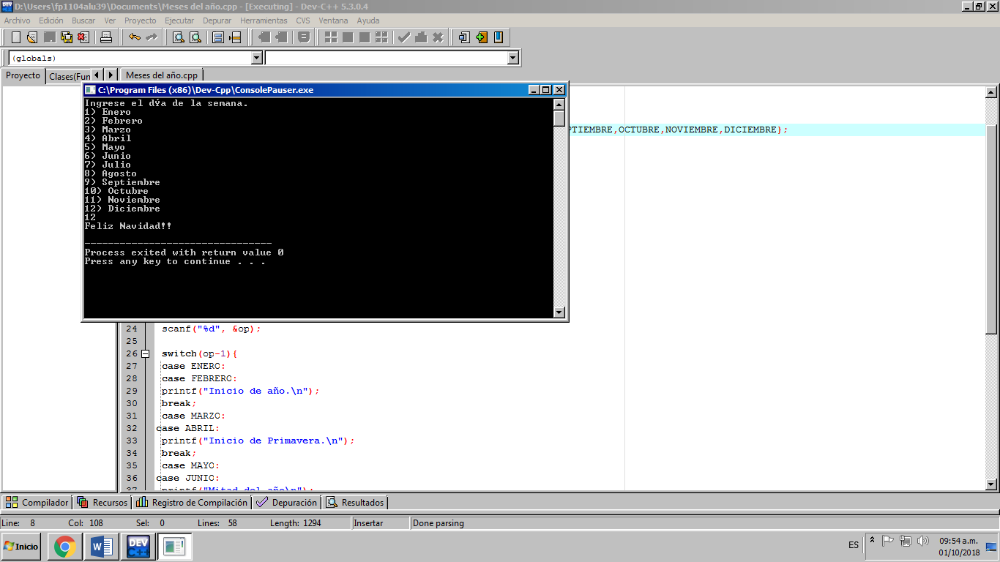 D:\Users\fp1104alu39\Documents\Meses del año.cpp - [Executing] - Dev-C++ 5.3.0.4
Archivo Edición Buscar Ver Proyecto Ejecutar Depurar Herramientas CVS Ventana Ayuda
(globals)
Proyecto Clases(Fun Meses del año.cpp
C:\Program Files (x86)\Dev-Cpp\ConsolePauser.exe
Ingrese el dýa de la semana.
1) Enero
2) Febrero
3) Marzo
4) Abril
5) Mayo
6) Junio
7) Julio
8) Agosto
9) Septiembre
10) Octubre
11) Noviembre
12) Diciembre
12
Feliz Navidad!!
--------------------------------
Process exited with return value 0
Press any key to continue . . .
PTIEMBRE,OCTUBRE,NOVIEMBRE,DICIEMBRE};
24 scanf("%d", &op);
25
26 switch(op-1){
27 case ENERO:
28 case FEBRERO:
29 printf("Inicio de año.\n");
30 break;
31 case MARZO:
32 case ABRIL:
33 printf("Inicio de Primavera.\n");
34 break;
35 case MAYO:
36 case JUNIO:
37 printf("Mitad del año\n");
Compilador Recursos Registro de Compilación Depuración Resultados
Line: 8 Col: 108 Sel: 0 Lines: 58 Length: 1294 Insertar Done parsing
Inicio DEV C++ ES 09:54 a.m.
01/10/2018